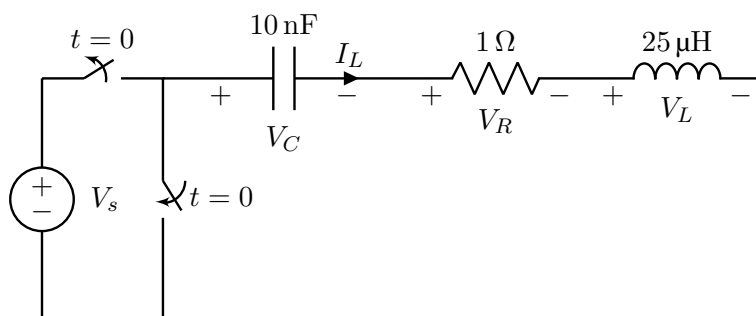 10 nF
1 Ω
25 µH
t = 0
I_L
+ − + − + −
V_C
V_R
V_L
+
−
V_s
t = 0